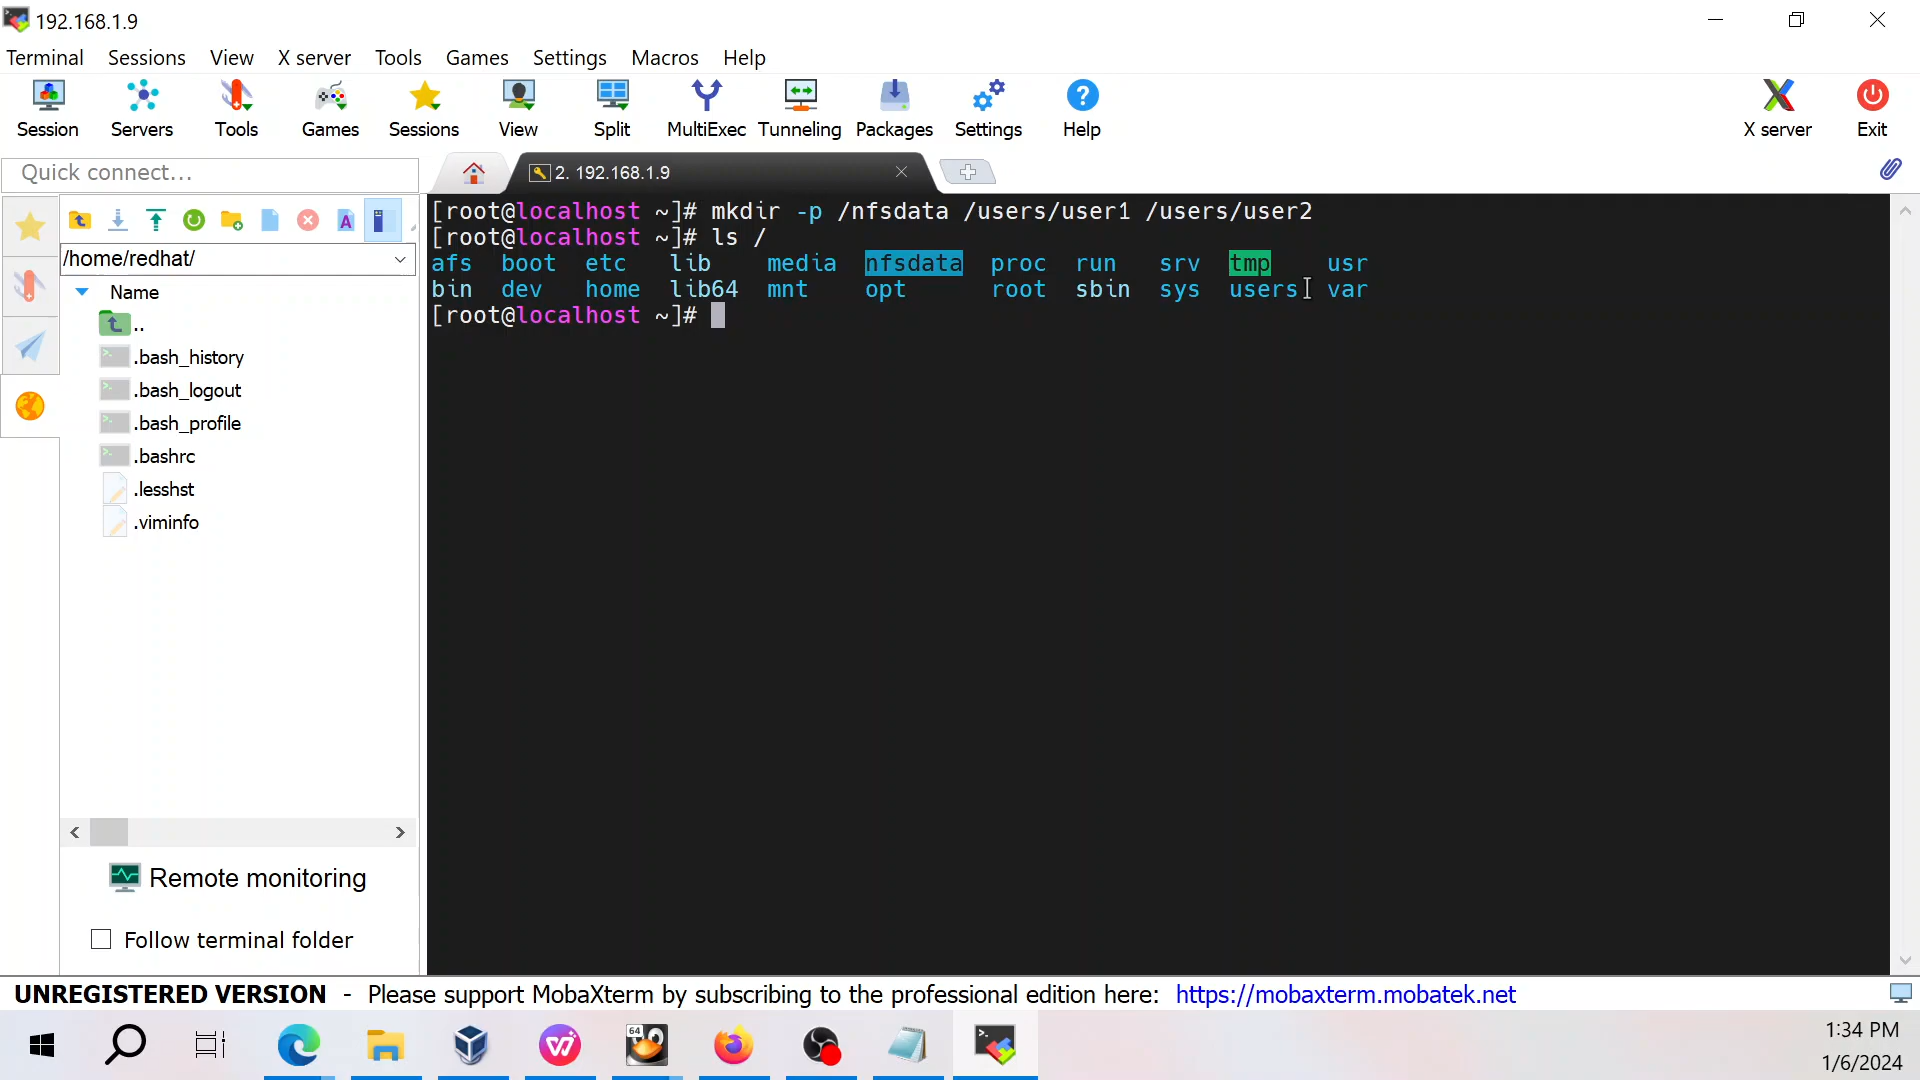 192.168.1.9
Terminal Sessions View X server Tools Games Settings Macros Help
Session Servers Tools Games Sessions View Split MultiExec Tunneling Packages Settings Help X server Exit
Quick connect...
2. 192.168.1.9
/home/redhat/
Name
..
.bash_history
.bash_logout
.bash_profile
.bashrc
.lesshst
.viminfo
Remote monitoring
Follow terminal folder
[root@localhost ~]# mkdir -p /nfsdata /users/user1 /users/user2
[root@localhost ~]# ls /
afs boot etc lib media nfsdata proc run srv tmp usr
bin dev home lib64 mnt opt root sbin sys users var
[root@localhost ~]#
UNREGISTERED VERSION - Please support MobaXterm by subscribing to the professional edition here: https://mobaxterm.mobatek.net
64
1:34 PM
1/6/2024